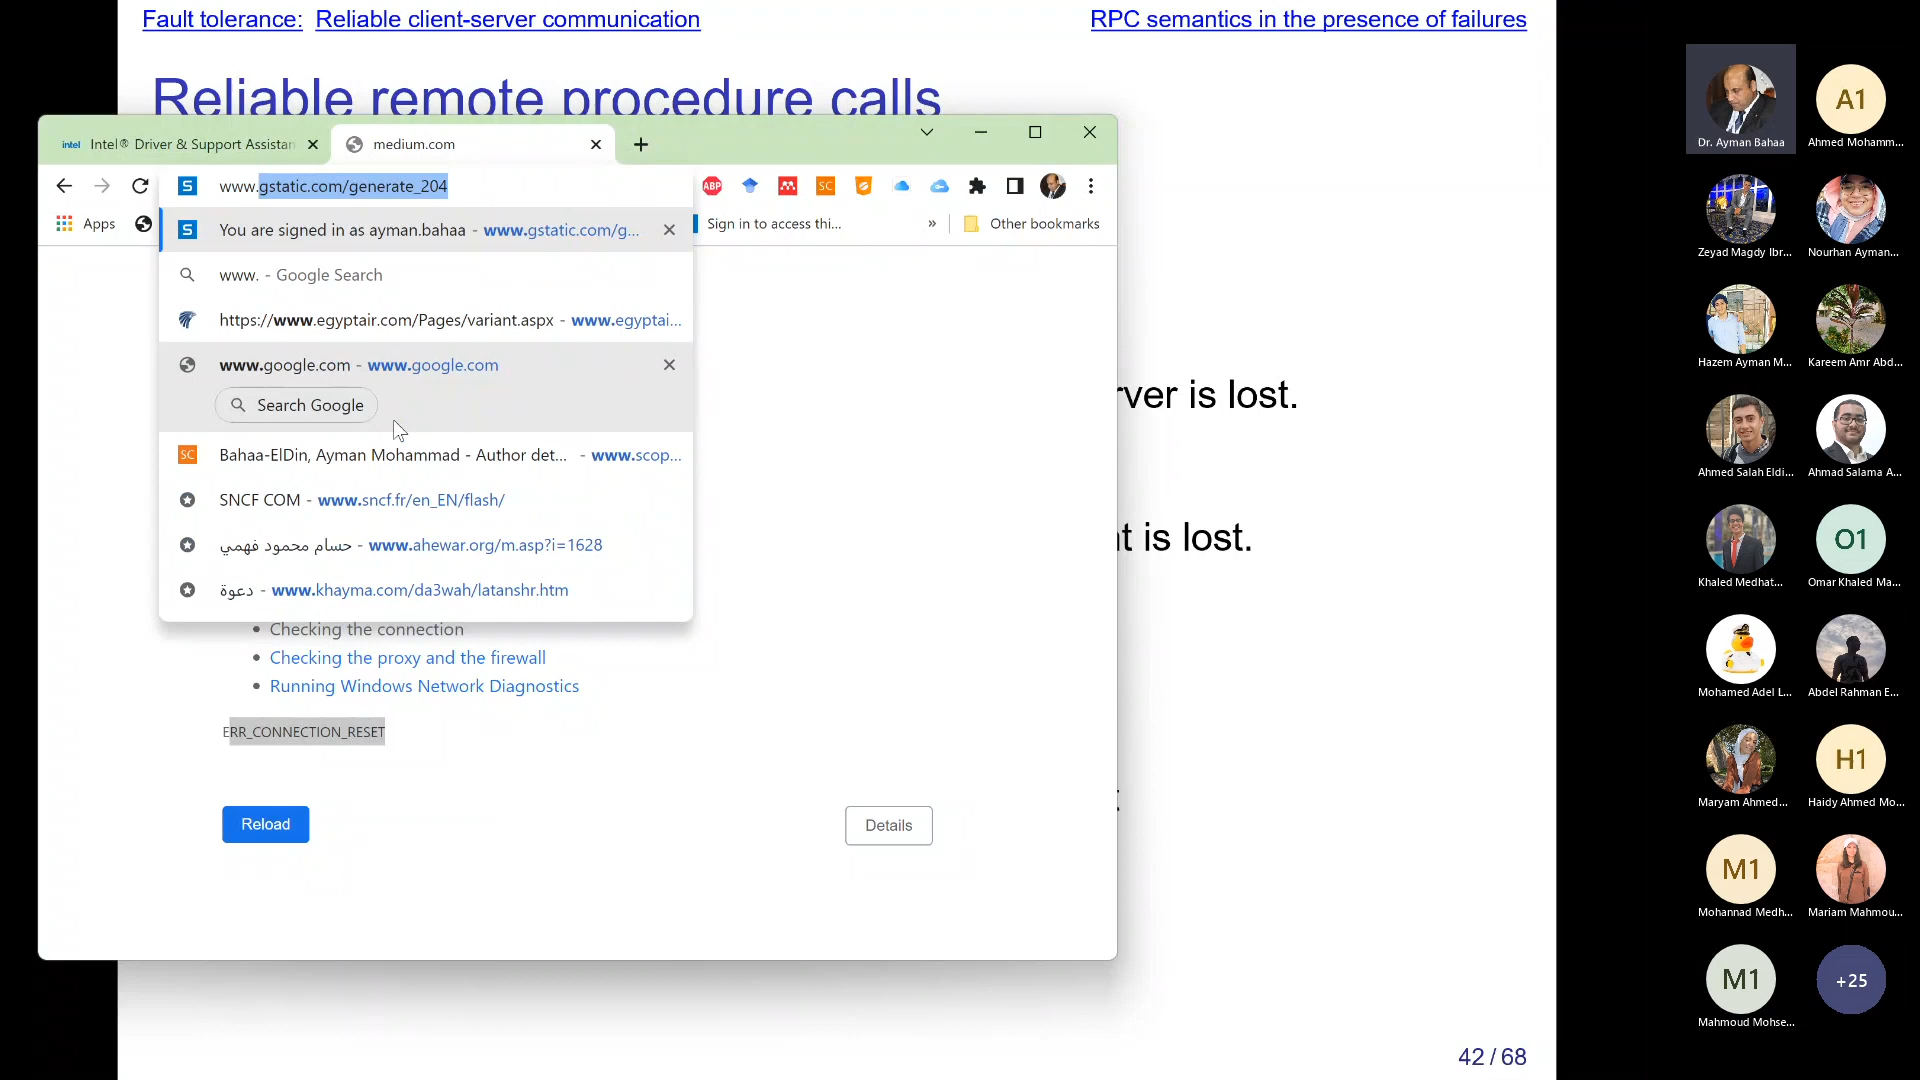 Fault tolerance: Reliable client-server communication
RPC semantics in the presence of failures
Reliable remote procedure calls
intel Intel® Driver & Support Assistan
medium.com
www.gstatic.com/generate_204
ABP
SC
Apps
Sign in to access thi...
»
Other bookmarks
You are signed in as ayman.bahaa - www.gstatic.com/g...
www. - Google Search
https://www.egyptair.com/Pages/variant.aspx - www.egyptai...
www.google.com - www.google.com
Search Google
SC Bahaa-ElDin, Ayman Mohammad - Author det... - www.scop...
SNCF COM - www.sncf.fr/en_EN/flash/
حسام محمود فهمي - www.ahewar.org/m.asp?i=1628
دعوة - www.khayma.com/da3wah/latanshr.htm
Checking the connection
Checking the proxy and the firewall
Running Windows Network Diagnostics
ERR_CONNECTION_RESET
Reload
Details
rver is lost.
t is lost.
42 / 68
Dr. Ayman Bahaa
A1
Ahmed Mohamm...
Zeyad Magdy Ibr...
Nourhan Ayman...
Hazem Ayman M...
Kareem Amr Abd...
Ahmed Salah Eldi...
Ahmad Salama A...
Khaled Medhat...
O1
Omar Khaled Ma...
Mohamed Adel L...
Abdel Rahman E...
Maryam Ahmed...
H1
Haidy Ahmed Mo...
M1
Mohannad Medh...
Mariam Mahmou...
M1
Mahmoud Mohse...
+25